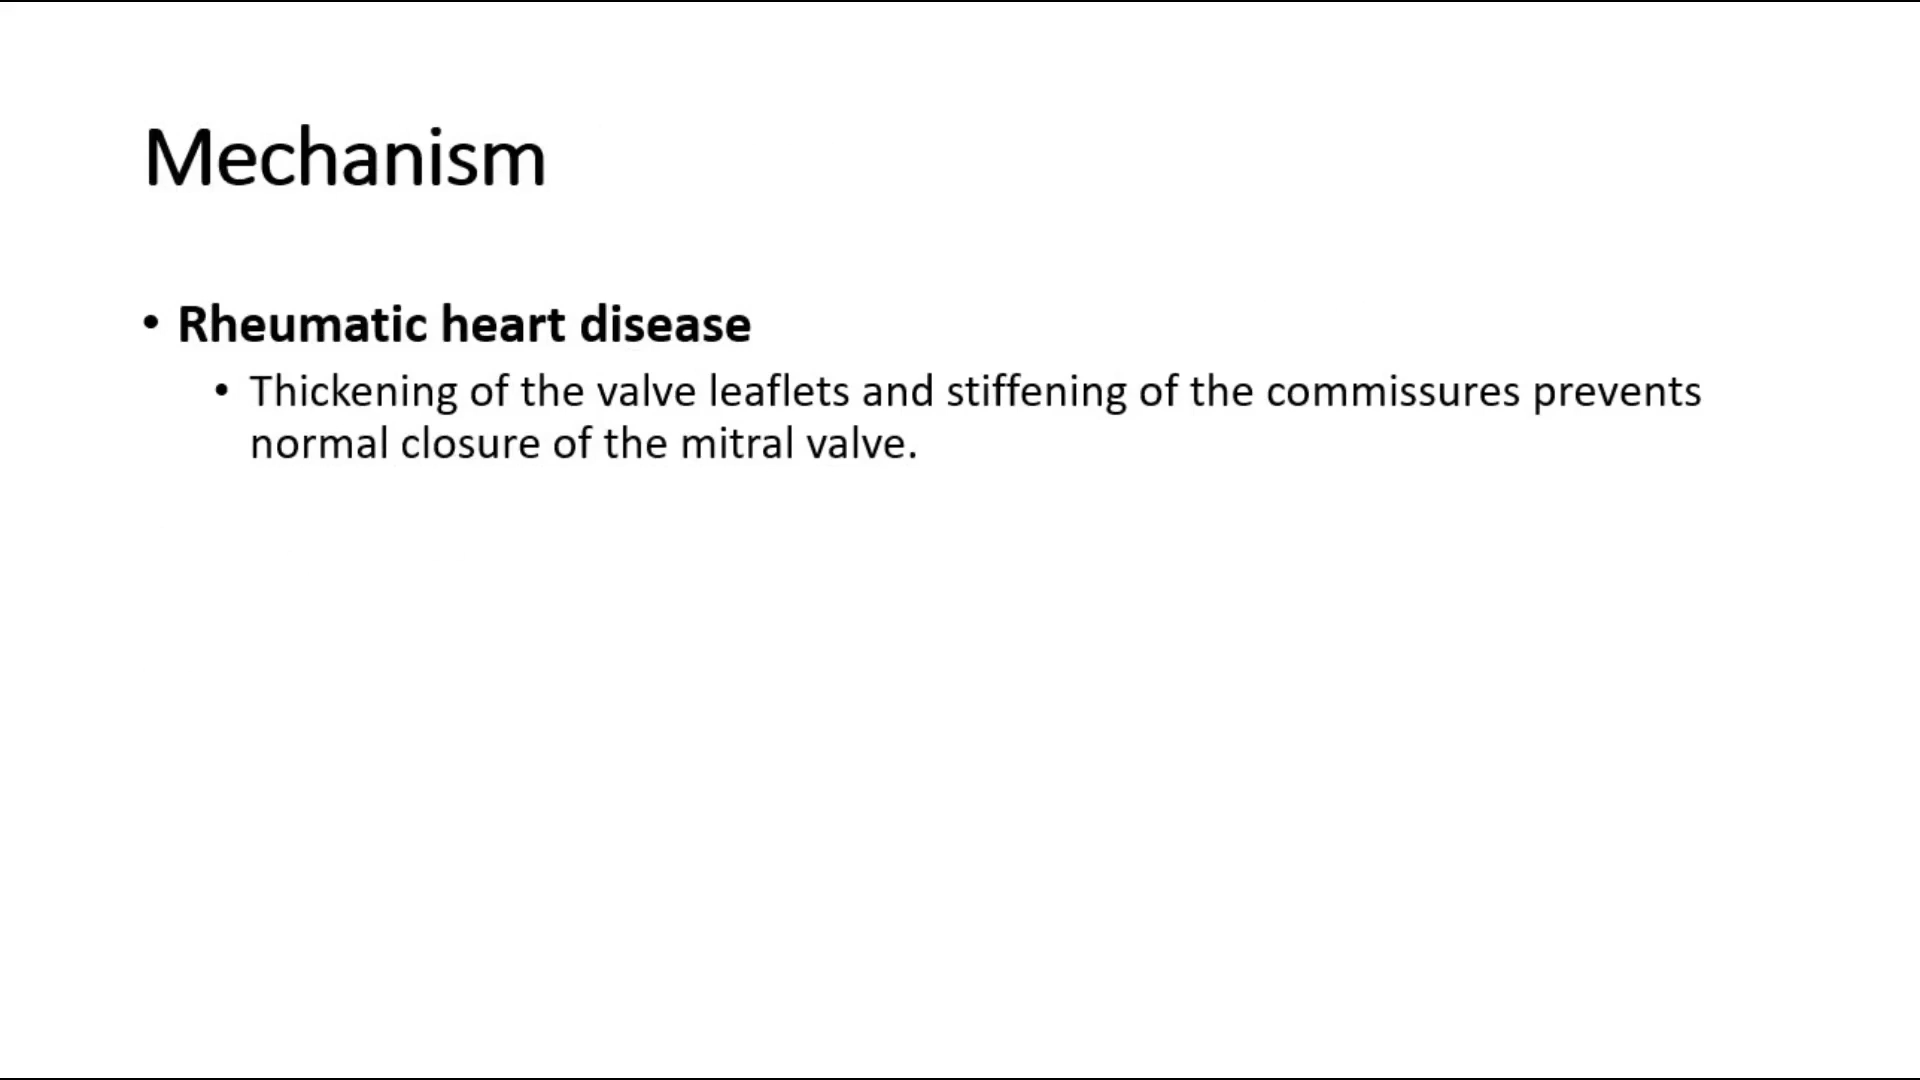 Mechanism
• Rheumatic heart disease
• Thickening of the valve leaflets and stiffening of the commissures prevents
normal closure of the mitral valve.